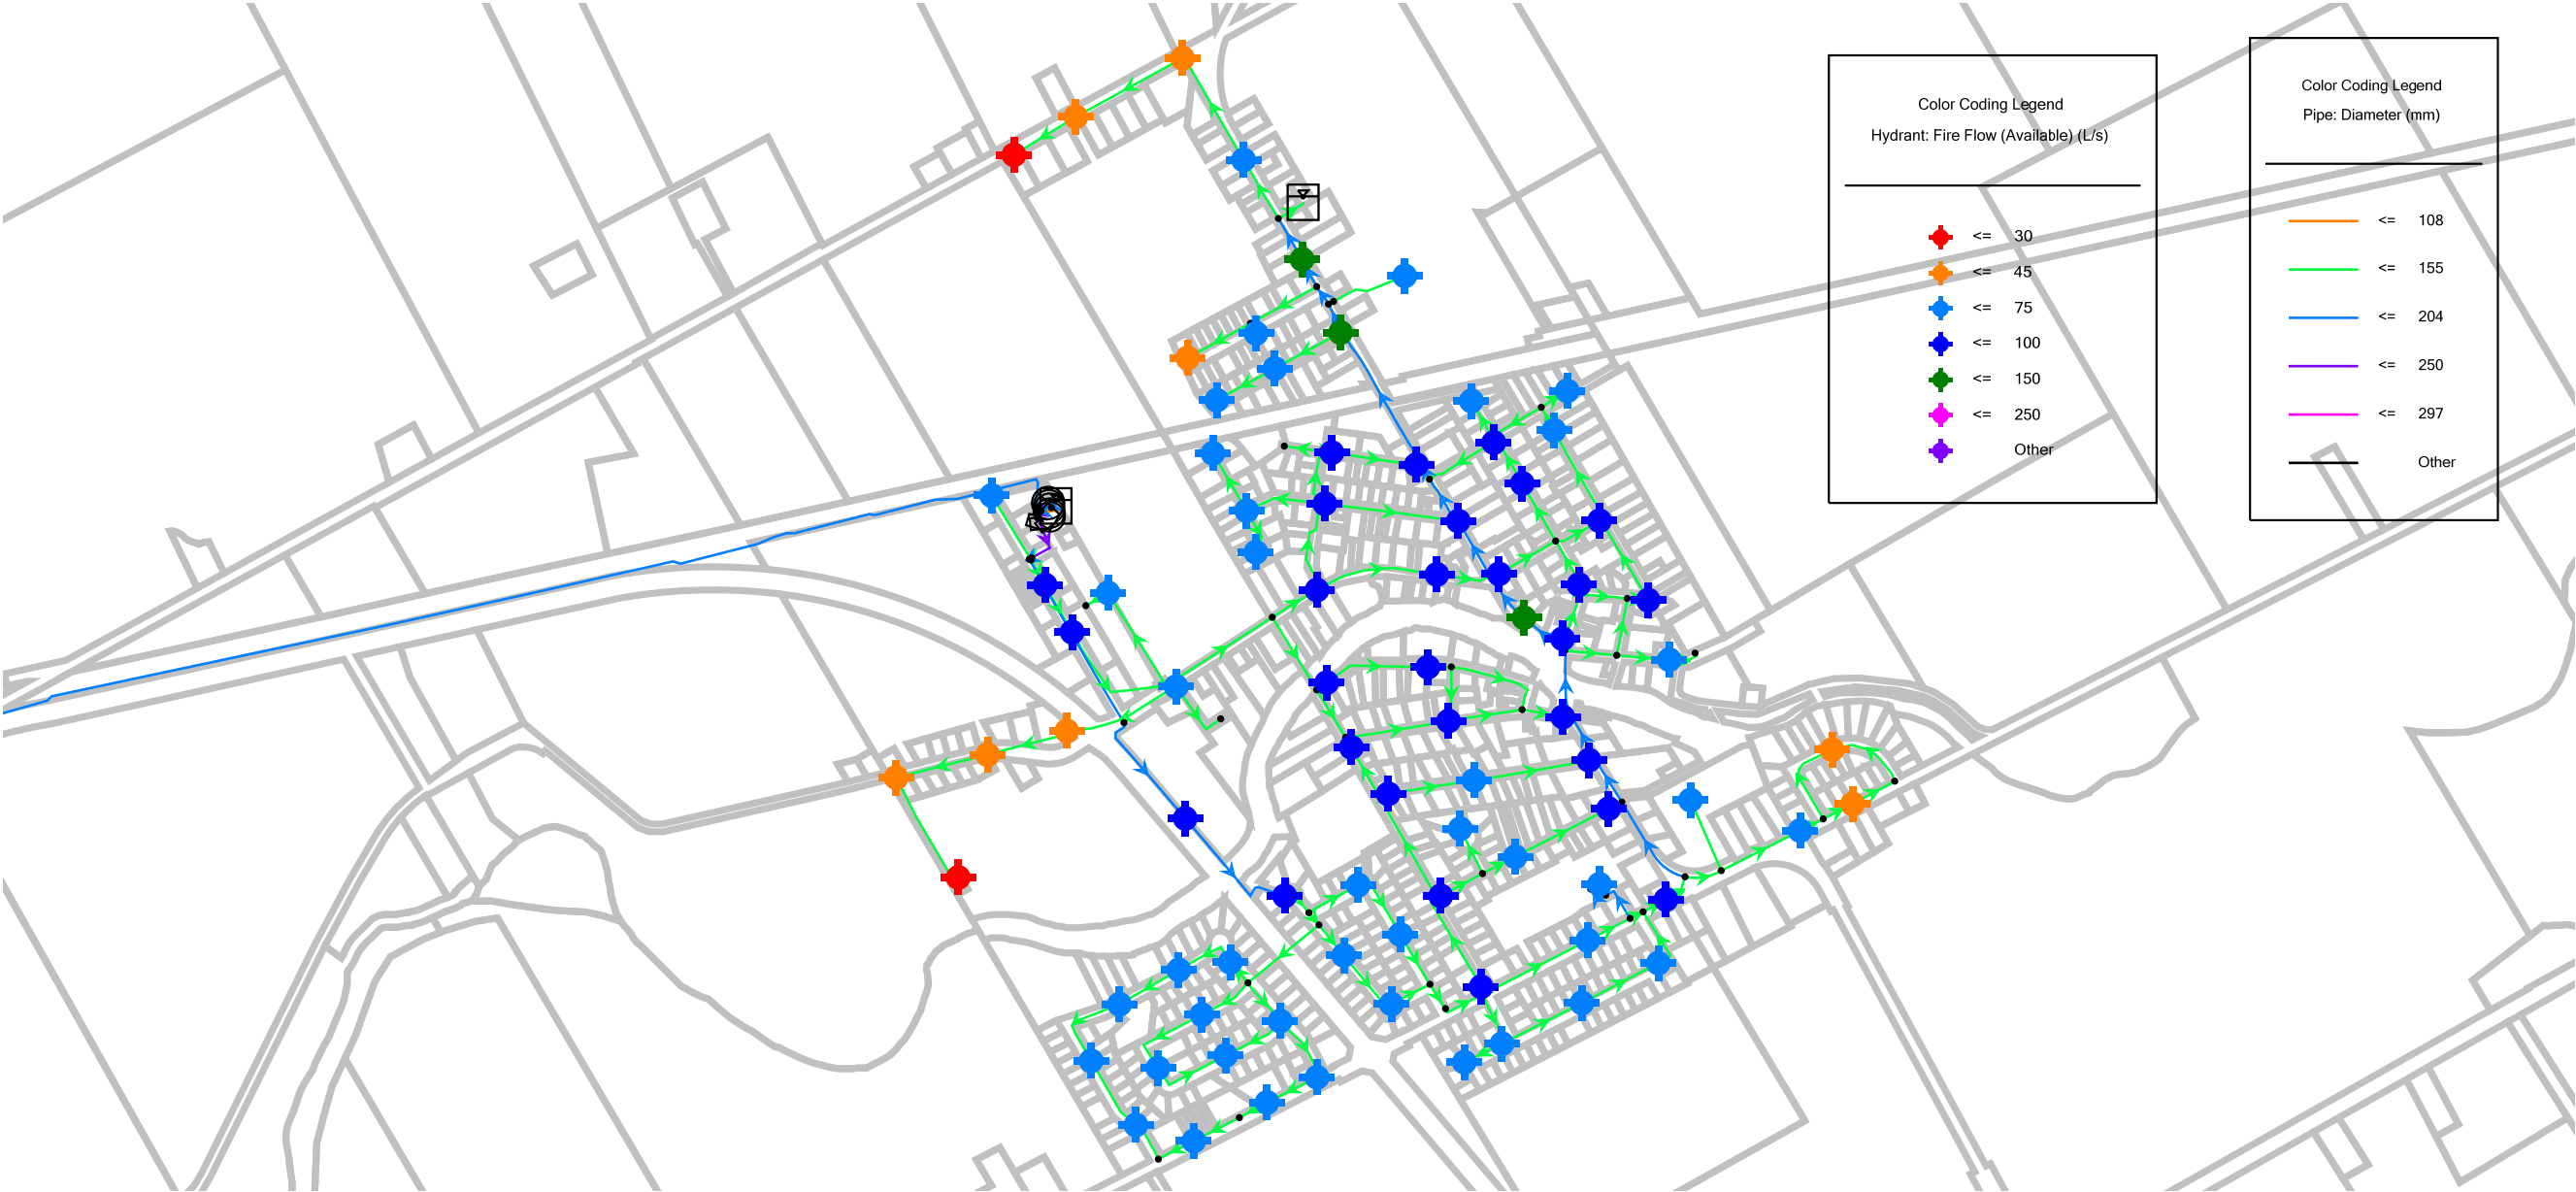 Color Coding Legend
Hydrant: Fire Flow (Available) (L/s)
<= 30
<= 45
<= 75
<= 100
<= 150
<= 250
Other
Color Coding Legend
Pipe: Diameter (mm)
<= 108
<= 155
<= 204
<= 250
<= 297
Other